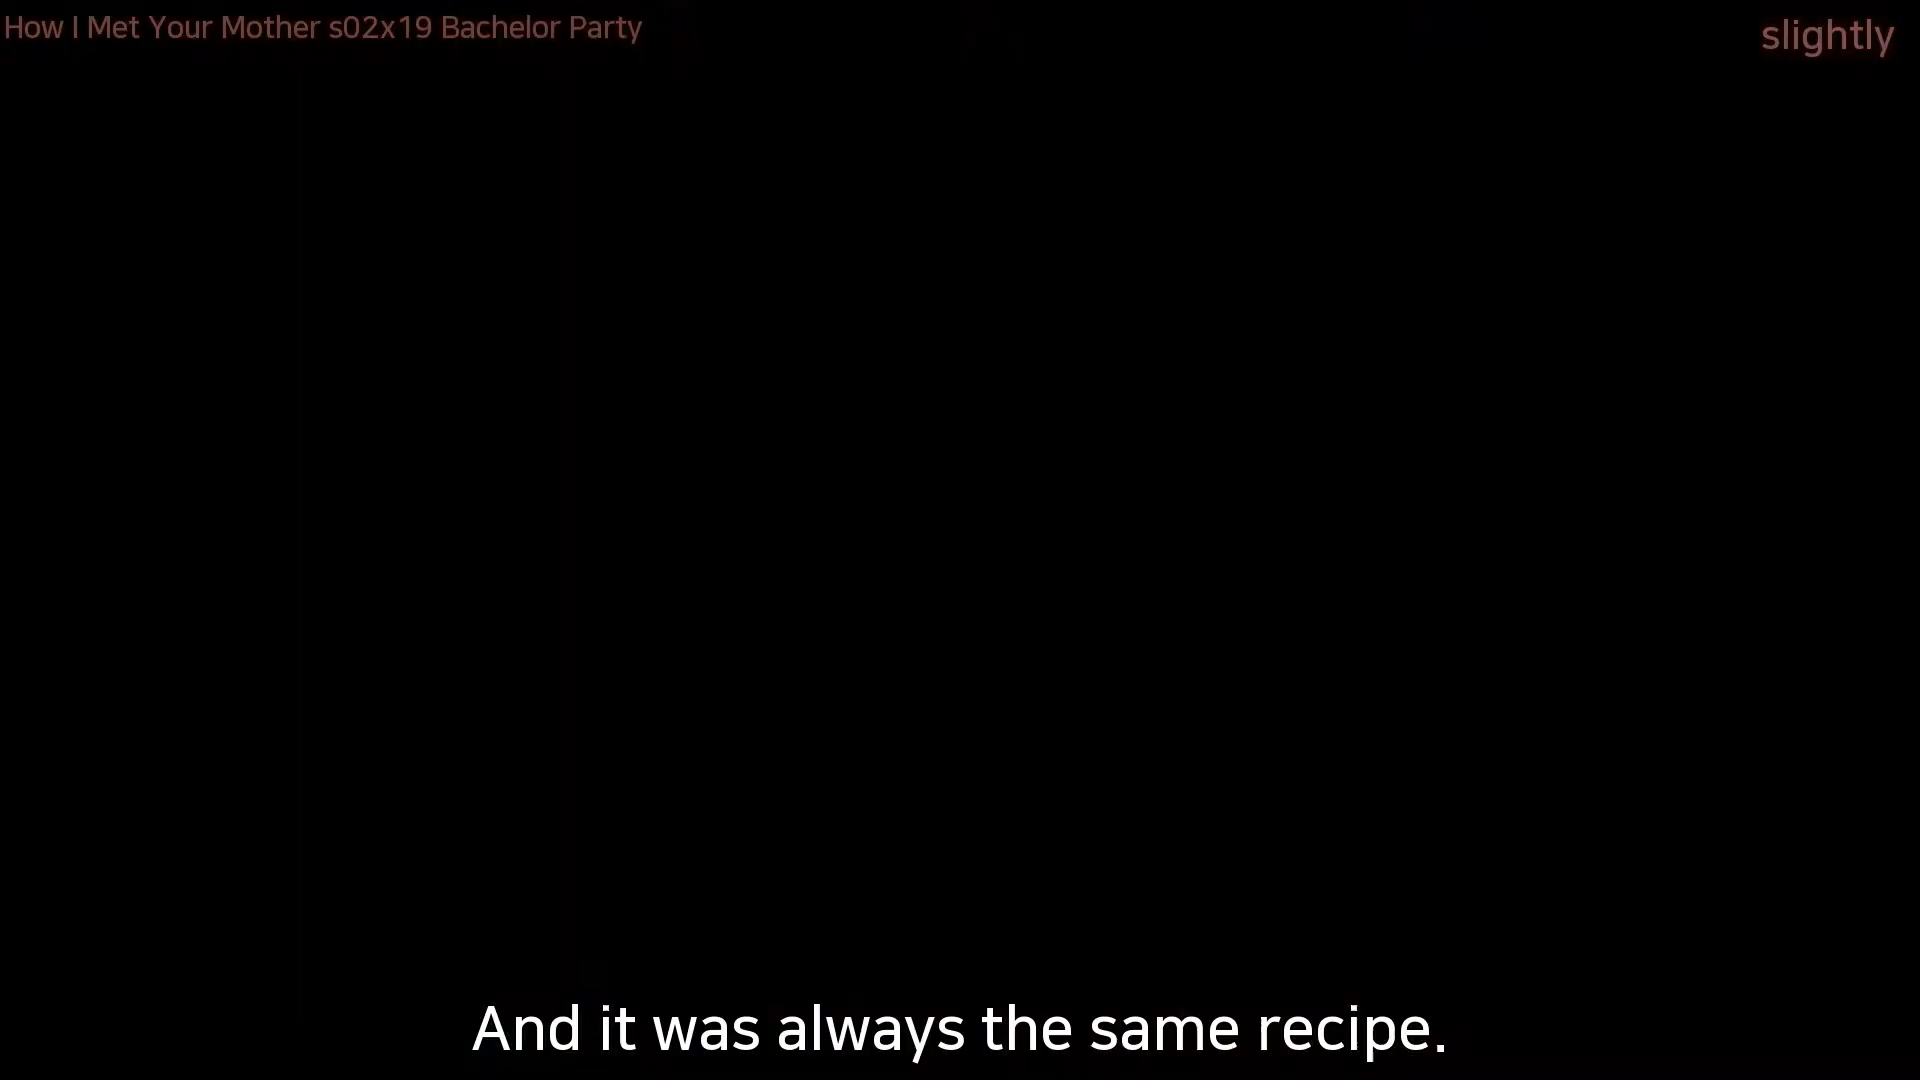 How I Met Your Mother s02x19 Bachelor Party
slightly
And it was always the same recipe.